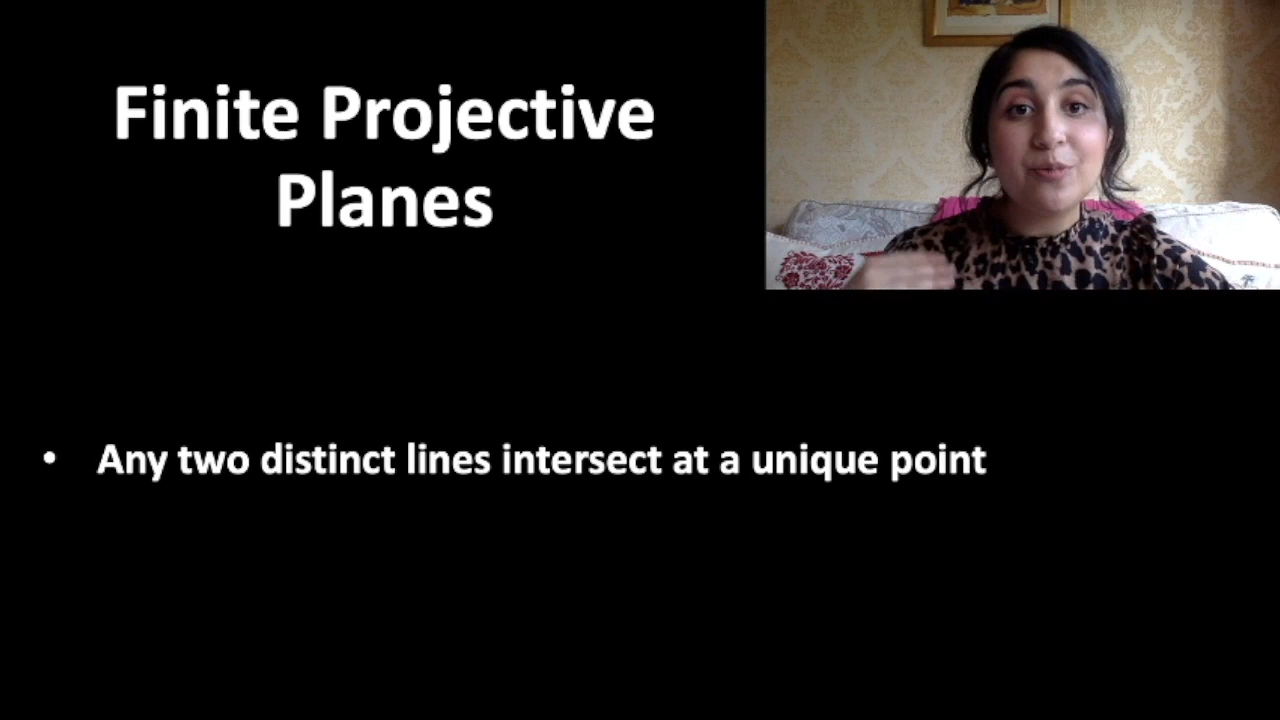 Finite Projective
Planes
• Any two distinct lines intersect at a unique point